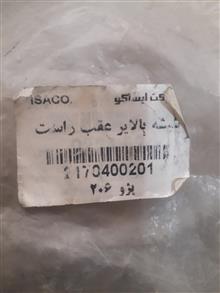 ISACO. شرکت ایساکو
شیشه بالابر عقب راست
2170400201
پژو ۲۰۶